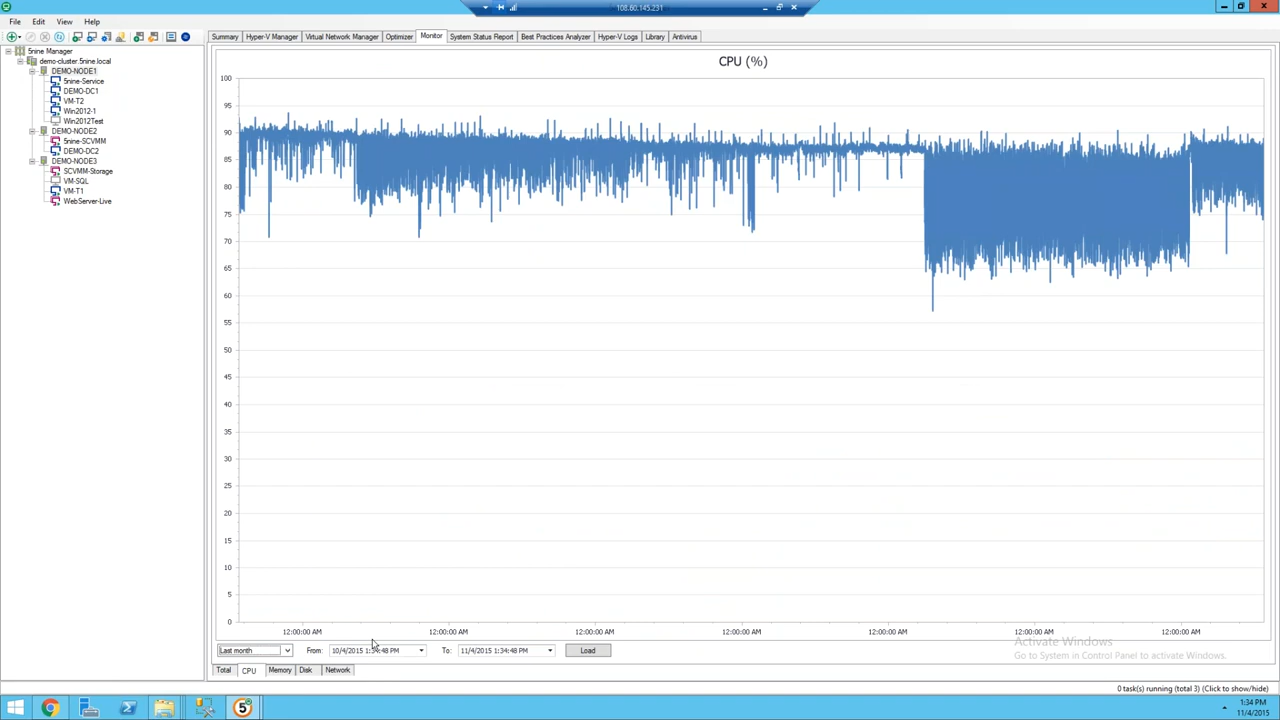 108.60.145.231
File Edit View Help
5nine Manager
demo-cluster.5nine.local
DEMO-NODE1
5nine-Service
DEMO-DC1
VM-T2
Win2012-1
Win2012Test
DEMO-NODE2
5nine-SCVMM
DEMO-DC2
DEMO-NODE3
SCVMM-Storage
VM-SQL
VM-T1
WebServer-Live
Summary Hyper-V Manager Virtual Network Manager Optimizer Monitor System Status Report Best Practices Analyzer Hyper-V Logs Library Antivirus
CPU (%)
100
95
90
85
80
75
70
65
60
55
50
45
40
35
30
25
20
15
10
5
0
12:00:00 AM 12:00:00 AM 12:00:00 AM 12:00:00 AM 12:00:00 AM 12:00:00 AM 12:00:00 AM
Last month From: 10/4/2015 1:34:48 PM To: 11/4/2015 1:34:48 PM Load
Activate Windows
Go to System in Control Panel to activate Windows.
Total CPU Memory Disk Network
0 task(s) running (total 3) (Click to show/hide)
5
1:34 PM
11/4/2015